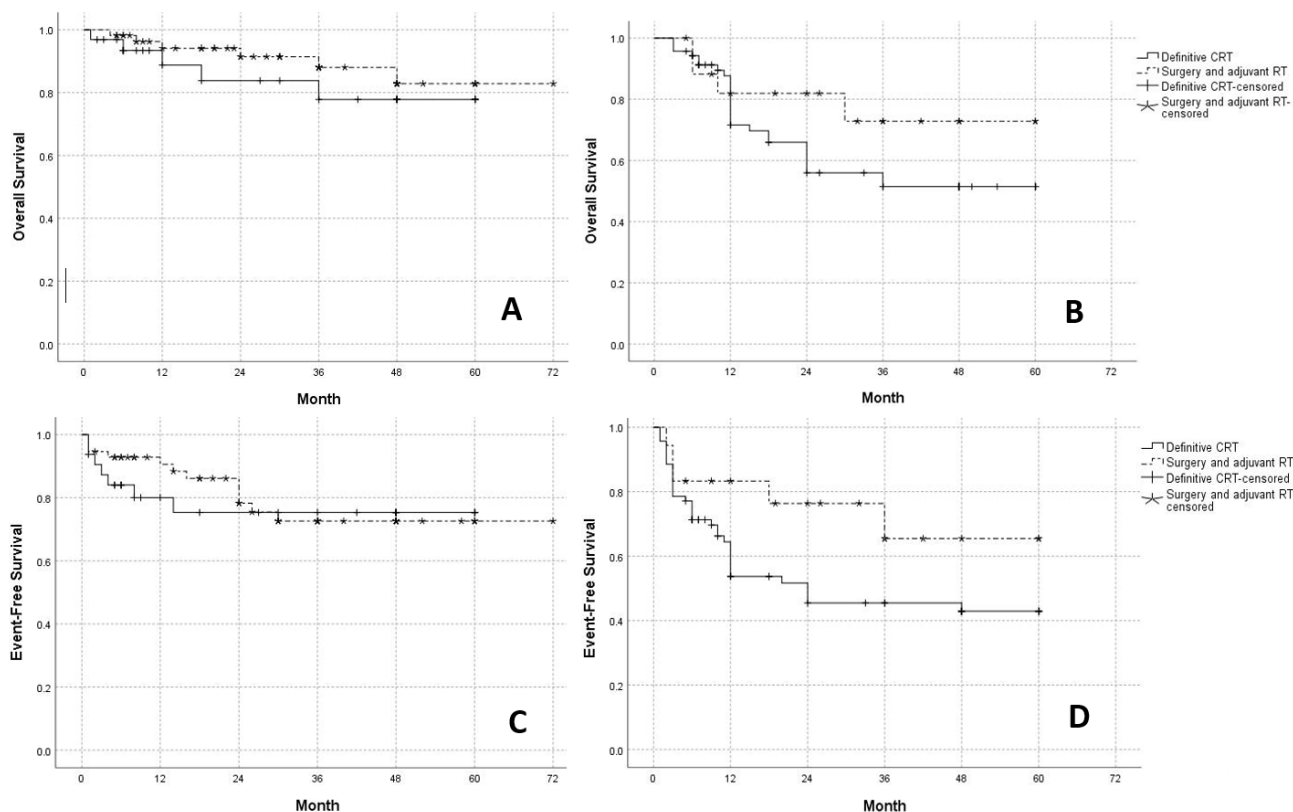 1.0
0.8
0.6
0.4
0.2
0.0
Overall Survival
0 12 24 36 48 60 72
Month
A
1.0
0.8
0.6
0.4
0.2
0.0
Overall Survival
0 12 24 36 48 60 72
Month
B
Definitive CRT
Surgery and adjuvant RT
Definitive CRT-censored
Surgery and adjuvant RT-
censored
1.0
0.8
0.6
0.4
0.2
0.0
Event-Free Survival
0 12 24 36 48 60 72
Month
C
1.0
0.8
0.6
0.4
0.2
0.0
Event-Free Survival
0 12 24 36 48 60 72
Month
D
Definitive CRT
Surgery and adjuvant RT
Definitive CRT-censored
Surgery and adjuvant RT
censored